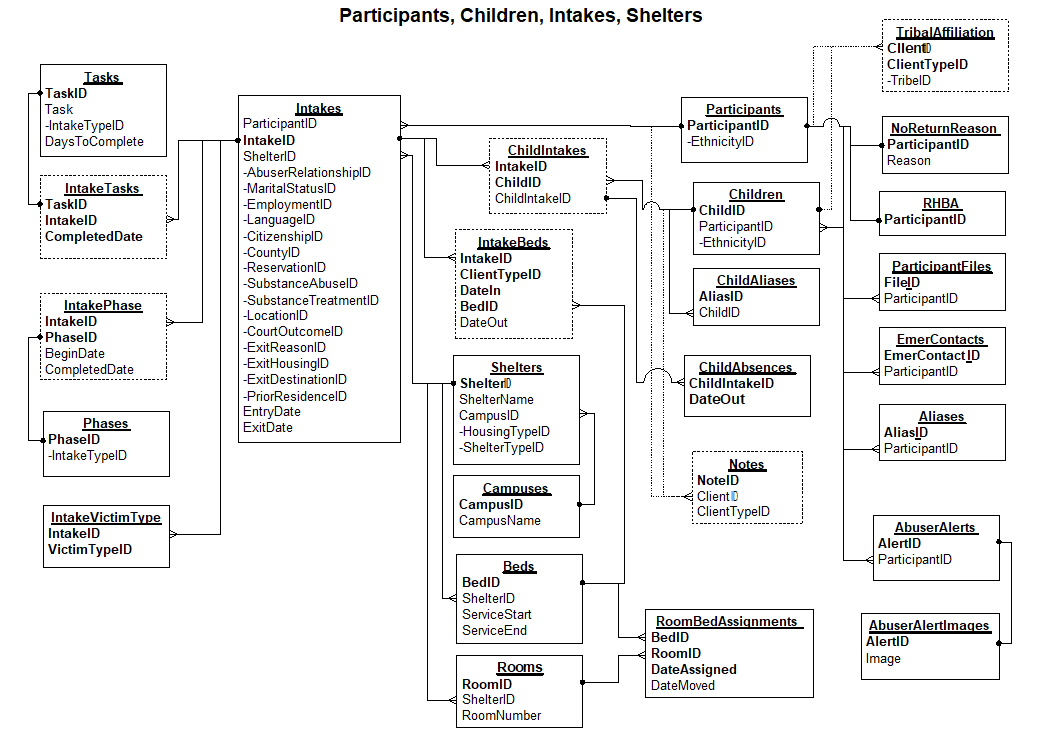 Participants, Children, Intakes, Shelters
Tasks
TaskID
Task
-IntakeTypeID
DaysToComplete
IntakeTasks
TaskID
IntakeID
CompletedDate
IntakePhase
IntakeID
PhaseID
BeginDate
CompletedDate
Phases
PhaseID
-IntakeTypeID
IntakeVictimType
IntakeID
VictimTypeID
Intakes
ParticipantID
IntakeID
ShelterID
-AbuserRelationshipID
-MaritalStatusID
-EmploymentID
-LanguageID
-CitizenshipID
-CountyID
-ReservationID
-SubstanceAbuseID
-SubstanceTreatmentID
-LocationID
-CourtOutcomeID
-ExitReasonID
-ExitHousingID
-ExitDestinationID
-PriorResidenceID
EntryDate
ExitDate
ChildIntakes
IntakeID
ChildID
ChildIntakeID
IntakeBeds
IntakeID
ClientTypeID
DateIn
BedID
DateOut
Shelters
ShelterID
ShelterName
CampusID
-HousingTypeID
-ShelterTypeID
Campuses
CampusID
CampusName
Beds
BedID
ShelterID
ServiceStart
ServiceEnd
Rooms
RoomID
ShelterID
RoomNumber
Participants
ParticipantID
-EthnicityID
Children
ChildID
ParticipantID
-EthnicityID
ChildAliases
AliasID
ChildID
ChildAbsences
ChildIntakeID
DateOut
Notes
NoteID
ClientID
ClientTypeID
RoomBedAssignments
BedID
RoomID
DateAssigned
DateMoved
TribalAffiliation
ClientID
ClientTypeID
-TribeID
NoReturnReason
ParticipantID
Reason
RHBA
ParticipantID
ParticipantFiles
FileID
ParticipantID
EmerContacts
EmerContactID
ParticipantID
Aliases
AliasID
ParticipantID
AbuserAlerts
AlertID
ParticipantID
AbuserAlertImages
AlertID
Image